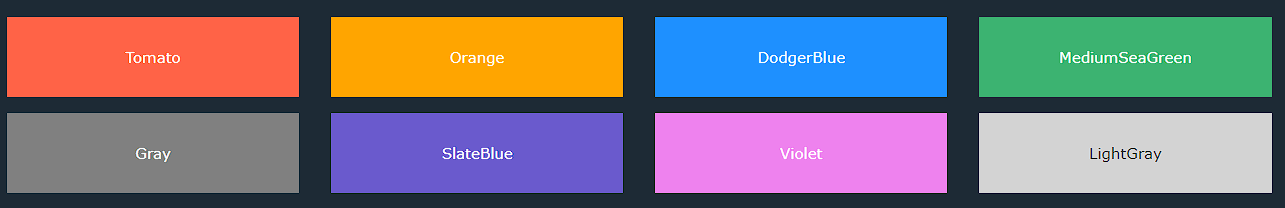 Tomato
Orange
DodgerBlue
MediumSeaGreen
Gray
SlateBlue
Violet
LightGray